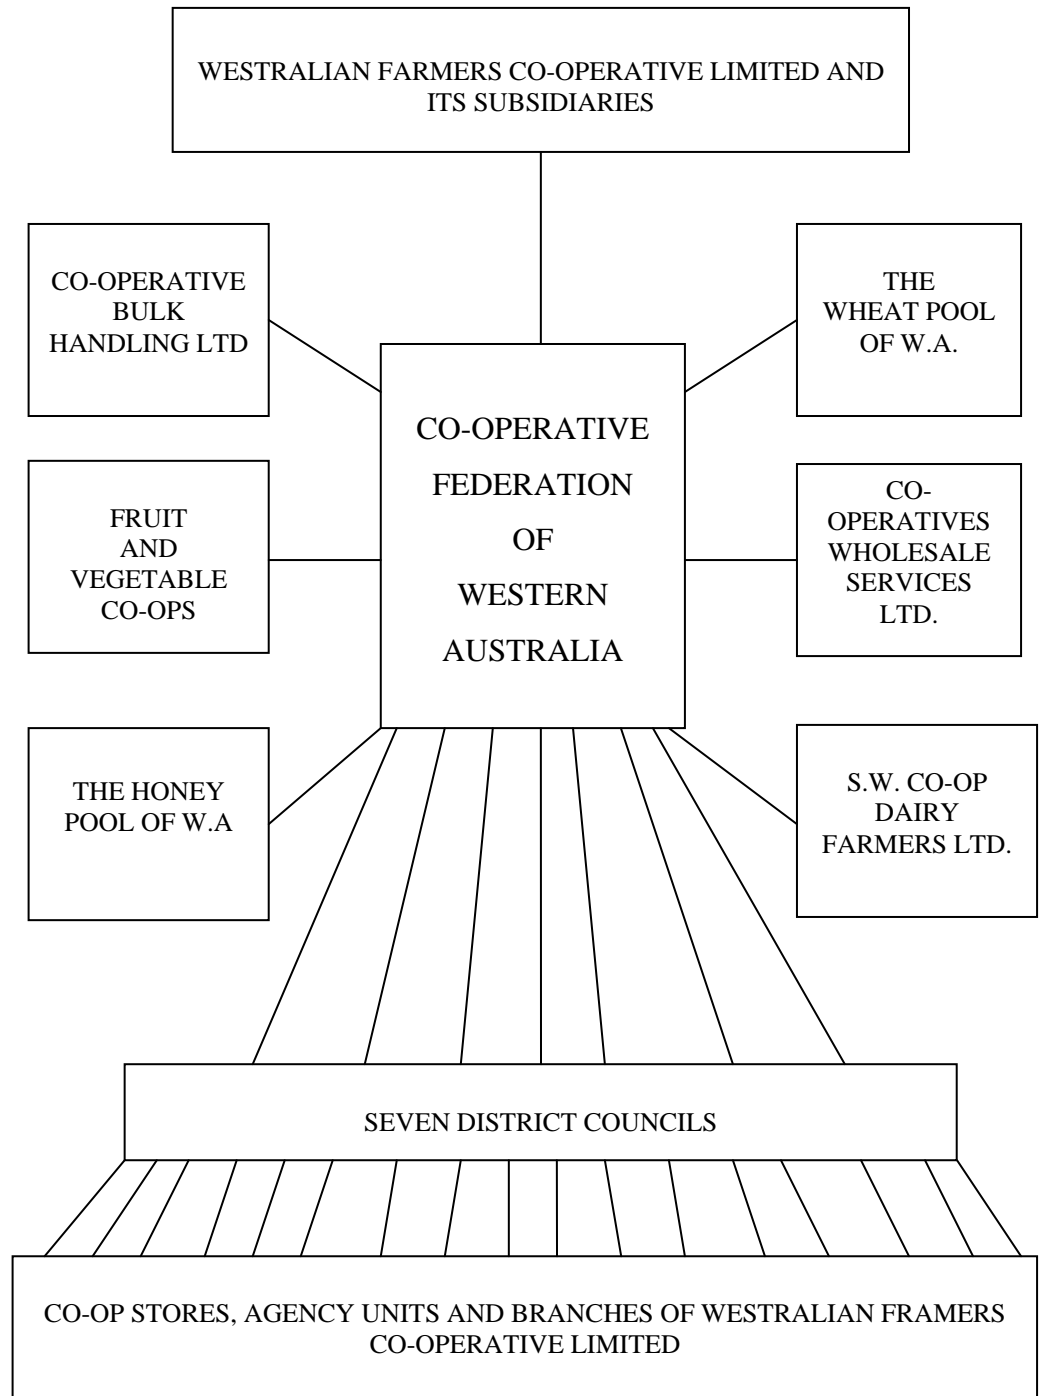 WESTRALIAN FARMERS CO-OPERATIVE LIMITED AND
ITS SUBSIDIARIES
CO-OPERATIVE
BULK
HANDLING LTD
THE
WHEAT POOL
OF W.A.
CO-OPERATIVE
FEDERATION
OF
WESTERN
AUSTRALIA
FRUIT
AND
VEGETABLE
CO-OPS
CO-
OPERATIVES
WHOLESALE
SERVICES
LTD.
THE HONEY
POOL OF W.A
S.W. CO-OP
DAIRY
FARMERS LTD.
SEVEN DISTRICT COUNCILS
CO-OP STORES, AGENCY UNITS AND BRANCHES OF WESTRALIAN FRAMERS
CO-OPERATIVE LIMITED